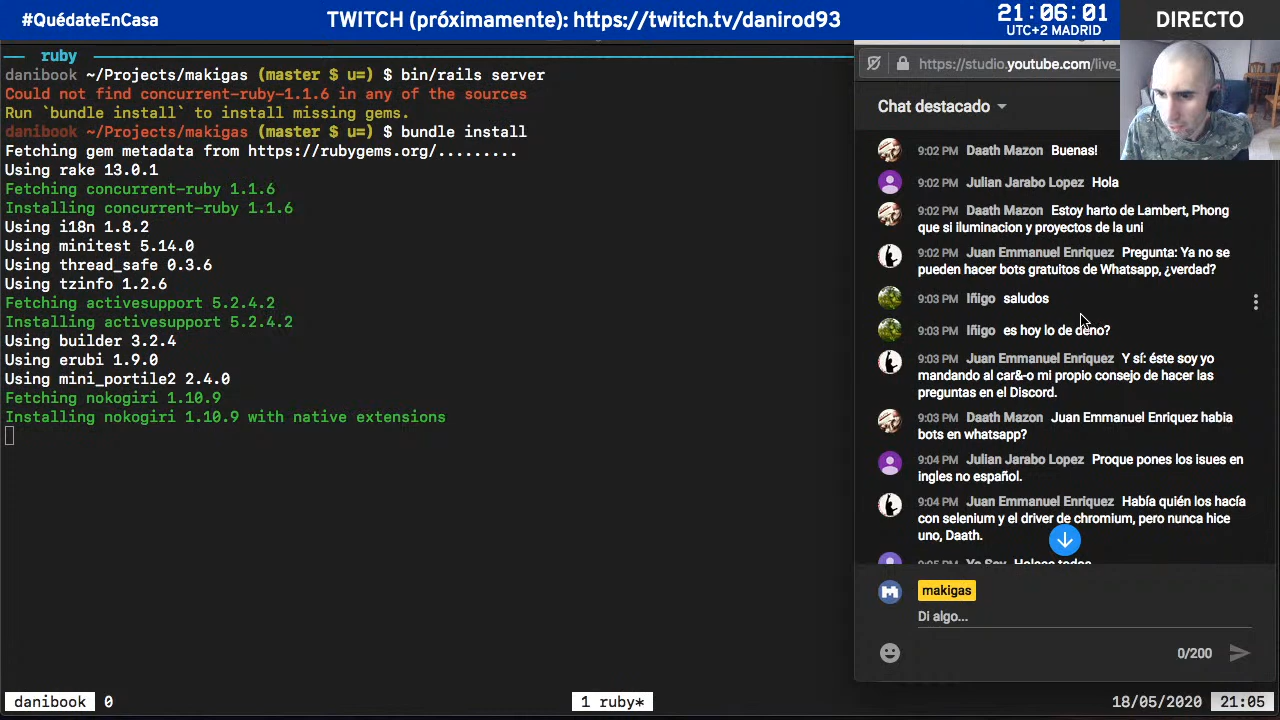 #QuédateEnCasa
TWITCH (próximamente): https://twitch.tv/danirod93
21:06:01
UTC+2 MADRID
DIRECTO
ruby
danibook ~/Projects/makigas (master $ u=) $ bin/rails server
Could not find concurrent-ruby-1.1.6 in any of the sources
Run `bundle install` to install missing gems.
danibook ~/Projects/makigas (master $ u=) $ bundle install
Fetching gem metadata from https://rubygems.org/.........
Using rake 13.0.1
Fetching concurrent-ruby 1.1.6
Installing concurrent-ruby 1.1.6
Using i18n 1.8.2
Using minitest 5.14.0
Using thread_safe 0.3.6
Using tzinfo 1.2.6
Fetching activesupport 5.2.4.2
Installing activesupport 5.2.4.2
Using builder 3.2.4
Using erubi 1.9.0
Using mini_portile2 2.4.0
Fetching nokogiri 1.10.9
Installing nokogiri 1.10.9 with native extensions
https://studio.youtube.com/live_
Chat destacado
9:02 PM Daath Mazon Buenas!
9:02 PM Julian Jarabo Lopez Hola
9:02 PM Daath Mazon Estoy harto de Lambert, Phong
que si iluminacion y proyectos de la uni
9:02 PM Juan Emmanuel Enriquez Pregunta: Ya no se
pueden hacer bots gratuitos de Whatsapp, ¿verdad?
9:03 PM Iñigo saludos
9:03 PM Iñigo es hoy lo de deno?
9:03 PM Juan Emmanuel Enriquez Y sí: éste soy yo
mandando al car&-o mi propio consejo de hacer las
preguntas en el Discord.
9:03 PM Daath Mazon Juan Emmanuel Enriquez habia
bots en whatsapp?
9:04 PM Julian Jarabo Lopez Proque pones los isues en
ingles no español.
9:04 PM Juan Emmanuel Enriquez Había quién los hacía
con selenium y el driver de chromium, pero nunca hice
uno, Daath.
makigas
Di algo...
0/200
danibook 0
1 ruby*
18/05/2020 21:05